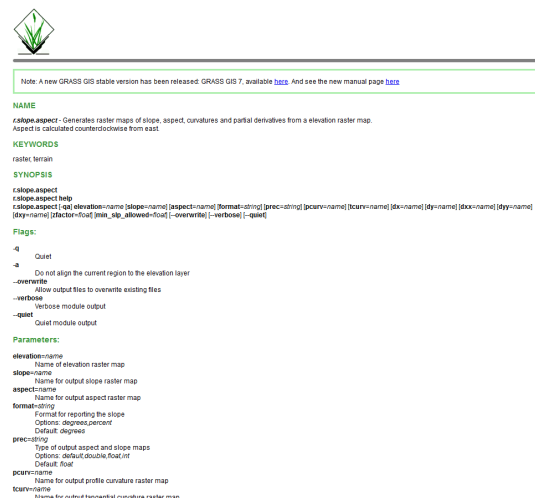 Note: A new GRASS GIS stable version has been released: GRASS GIS 7, available here. And see the new manual page here
NAME
r.slope.aspect - Generates raster maps of slope, aspect, curvatures and partial derivatives from a elevation raster map.
Aspect is calculated counterclockwise from east.
KEYWORDS
raster, terrain
SYNOPSIS
r.slope.aspect
r.slope.aspect help
r.slope.aspect [-qa] elevation=name [slope=name] [aspect=name] [format=string] [prec=string] [pcurv=name] [tcurv=name] [dx=name] [dy=name] [dxx=name] [dyy=name]
[dxy=name] [zfactor=float] [min_slp_allowed=float] [--overwrite] [--verbose] [--quiet]
Flags:
-q
Quiet
-a
Do not align the current region to the elevation layer
--overwrite
Allow output files to overwrite existing files
--verbose
Verbose module output
--quiet
Quiet module output
Parameters:
elevation=name
Name of elevation raster map
slope=name
Name for output slope raster map
aspect=name
Name for output aspect raster map
format=string
Format for reporting the slope
Options: degrees,percent
Default: degrees
prec=string
Type of output aspect and slope maps
Options: default,double,float,int
Default: float
pcurv=name
Name for output profile curvature raster map
tcurv=name
Name for output tangential curvature raster map